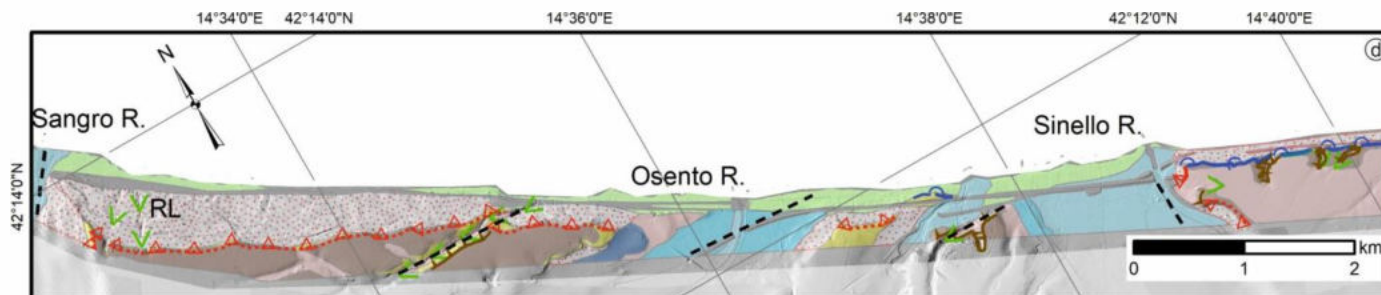 14°34'0"E 42°14'0"N 14°36'0"E 14°38'0"E 42°12'0"N 14°40'0"E
d
N
Sangro R.
Sinello R.
Osento R.
42°14'0"N
RL
km
0 1 2